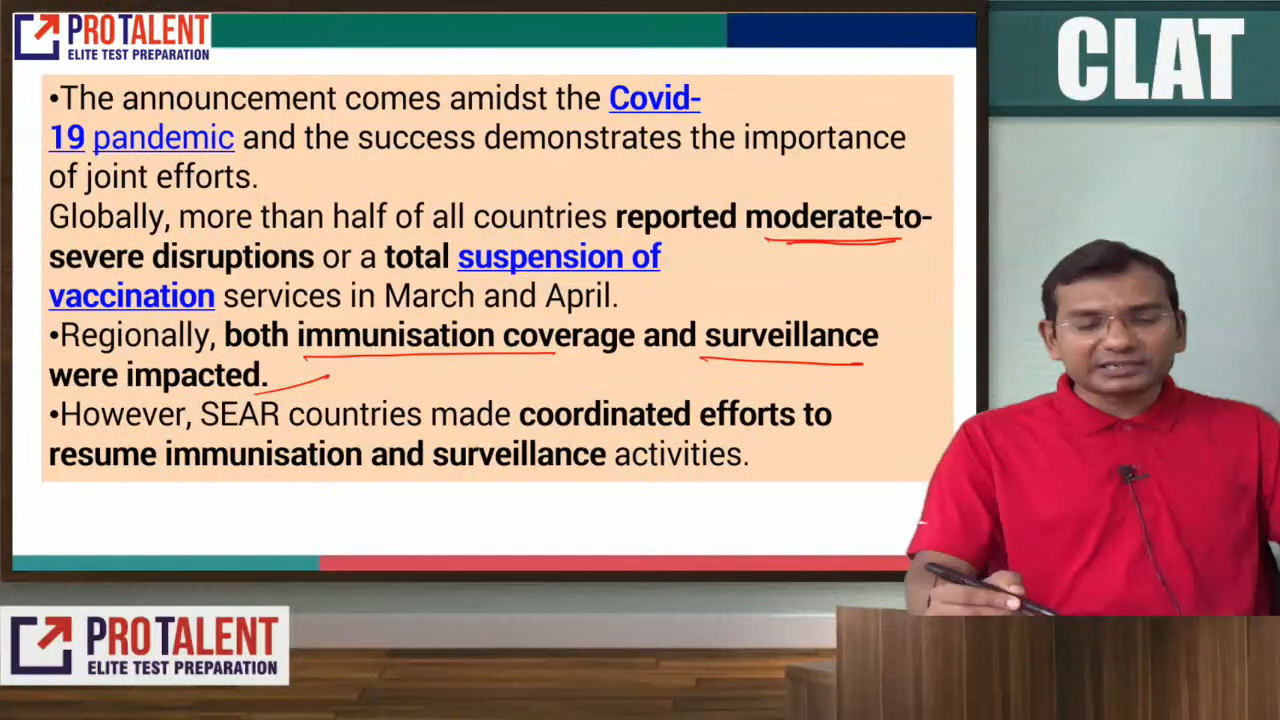 PROTALENT
ELITE TEST PREPARATION
CLAT
•The announcement comes amidst the Covid-
19 pandemic and the success demonstrates the importance
of joint efforts.
Globally, more than half of all countries reported moderate-to-
severe disruptions or a total suspension of
vaccination services in March and April.
•Regionally, both immunisation coverage and surveillance
were impacted.
•However, SEAR countries made coordinated efforts to
resume immunisation and surveillance activities.
PROTALENT
ELITE TEST PREPARATION